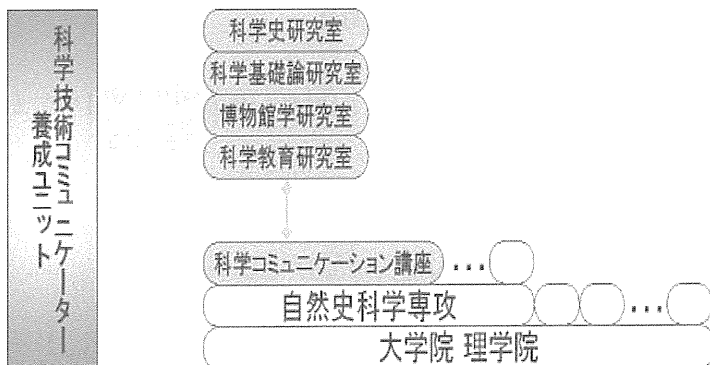 科学技術コミュニケーター
養成ユニット
科学史研究室
科学基礎論研究室
博物館学研究室
科学教育研究室
科学コミュニケーション講座 ...
自然史科学専攻 ...
大学院 理学院